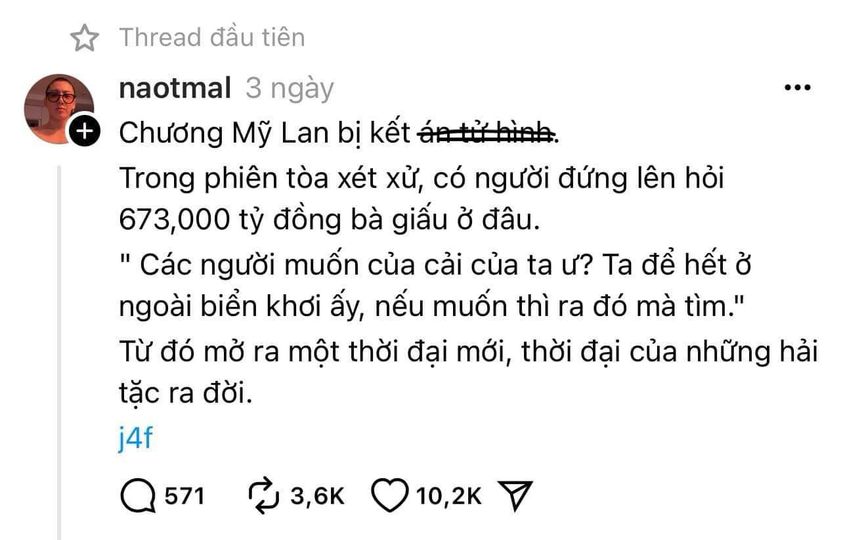 Thread đầu tiên
naotmal 3 ngày
Chương Mỹ Lan bị kết án tử hình.
Trong phiên tòa xét xử, có người đứng lên hỏi
673,000 tỷ đồng bà giấu ở đâu.
" Các người muốn của cải của ta ư? Ta để hết ở
ngoài biển khơi ấy, nếu muốn thì ra đó mà tìm."
Từ đó mở ra một thời đại mới, thời đại của những hải
tặc ra đời.
j4f
571 3,6K 10,2K